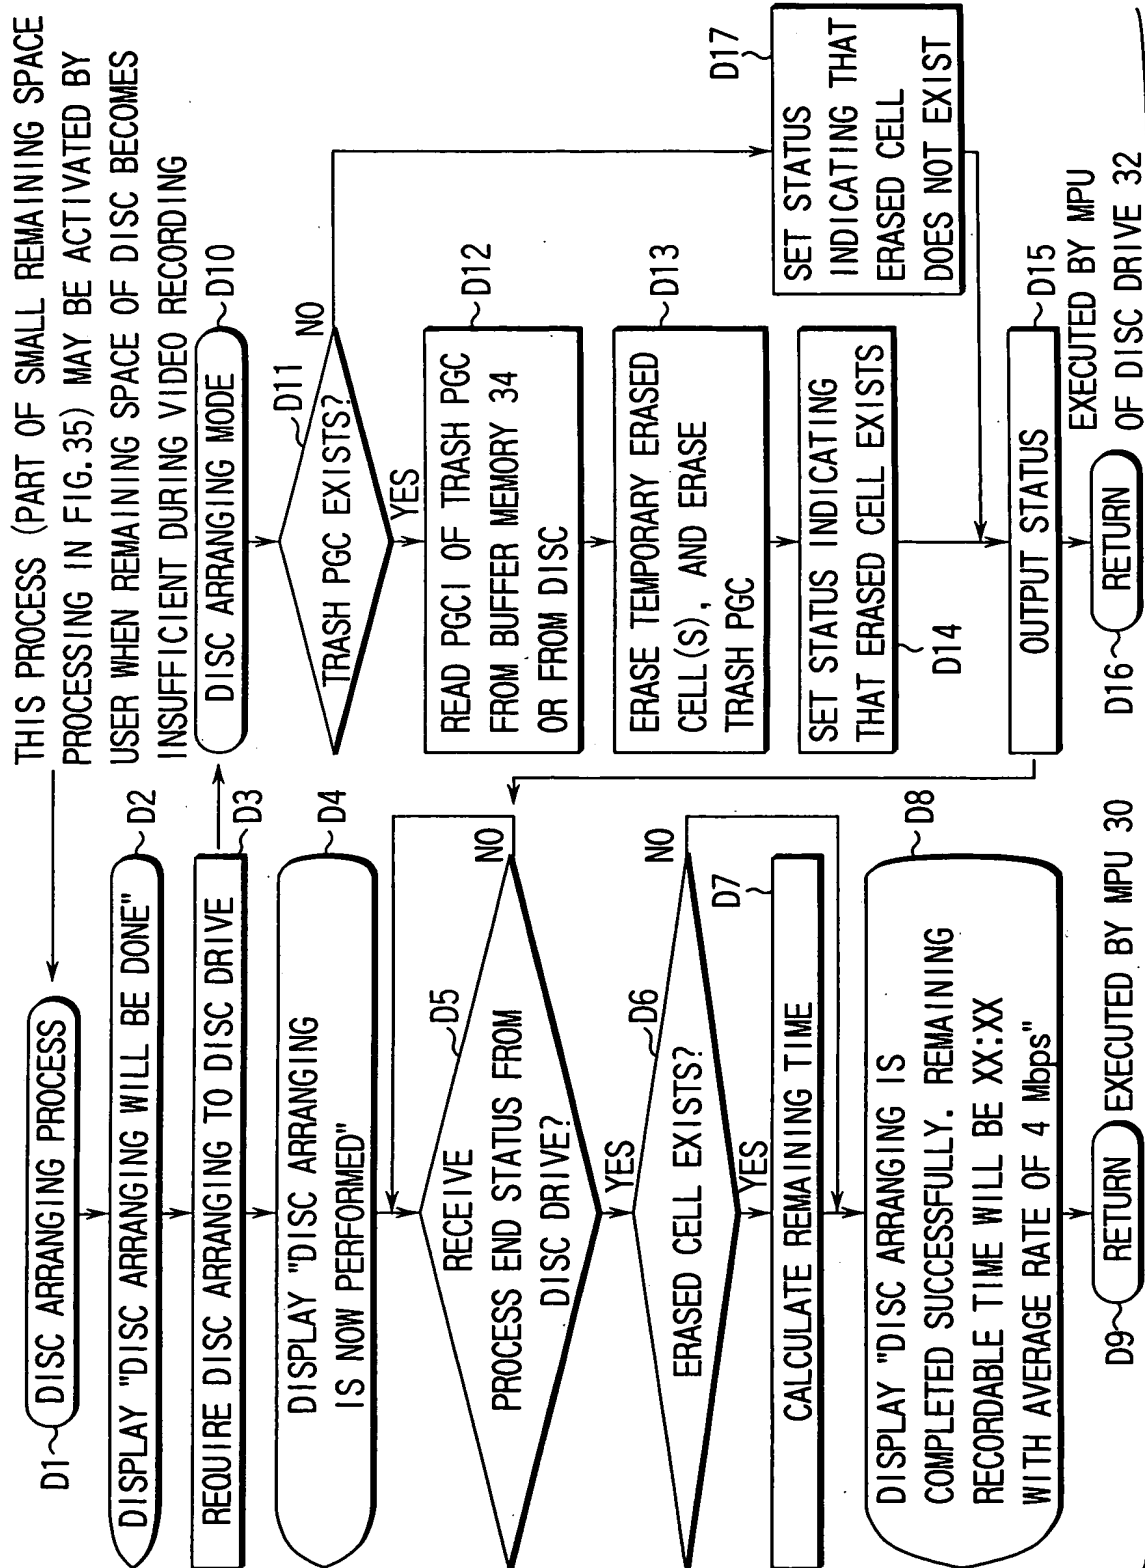 THIS PROCESS (PART OF SMALL REMAINING SPACE
PROCESSING IN FIG.35) MAY BE ACTIVATED BY
USER WHEN REMAINING SPACE OF DISC BECOMES
INSUFFICIENT DURING VIDEO RECORDING
D1
DISC ARRANGING PROCESS
D2
DISPLAY "DISC ARRANGING WILL BE DONE"
D3
REQUIRE DISC ARRANGING TO DISC DRIVE
D4
DISPLAY "DISC ARRANGING
IS NOW PERFORMED"
D5
RECEIVE
PROCESS END STATUS FROM
DISC DRIVE?
NO
YES
D6
ERASED CELL EXISTS?
NO
YES
D7
CALCULATE REMAINING TIME
D8
DISPLAY "DISC ARRANGING IS
COMPLETED SUCCESSFULLY. REMAINING
RECORDABLE TIME WILL BE XX:XX
WITH AVERAGE RATE OF 4 Mbps"
D9
RETURN
EXECUTED BY MPU 30
D10
DISC ARRANGING MODE
D11
TRASH PGC EXISTS?
NO
YES
D12
READ PGCI OF TRASH PGC
FROM BUFFER MEMORY 34
OR FROM DISC
D13
ERASE TEMPORARY ERASED
CELL(S), AND ERASE
TRASH PGC
SET STATUS INDICATING
THAT ERASED CELL EXISTS
D14
D17
SET STATUS
INDICATING THAT
ERASED CELL
DOES NOT EXIST
D15
OUTPUT STATUS
D16
RETURN
EXECUTED BY MPU
OF DISC DRIVE 32